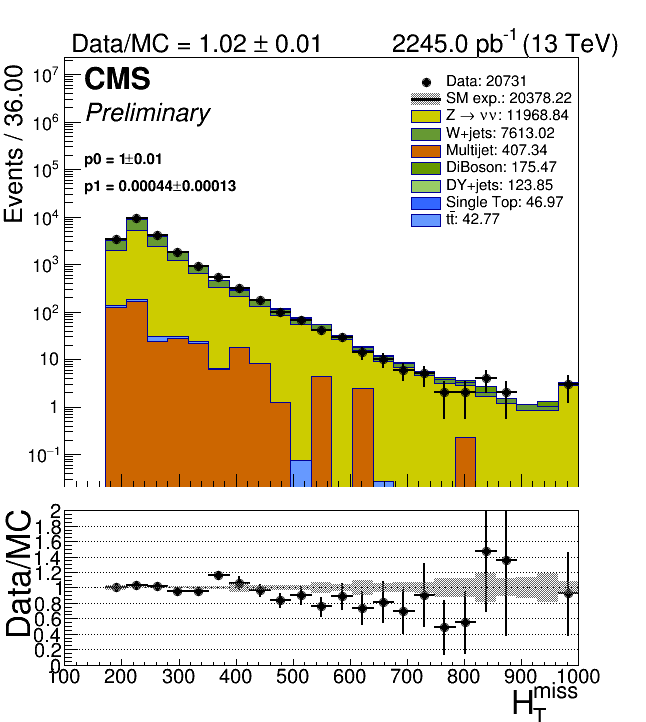 Data/MC = 1.02 ± 0.01 2245.0 pb⁻¹ (13 TeV)
Events / 36.00
CMS
Preliminary
p0 = 1±0.01
p1 = 0.00044±0.00013
Data: 20731
SM exp.: 20378.22
Z → νν: 11968.84
W+jets: 7613.02
Multijet: 407.34
DiBoson: 175.47
DY+jets: 123.85
Single Top: 46.97
tt̄: 42.77
10⁷
10⁶
10⁵
10⁴
10³
10²
10
1
10⁻¹
Data/MC
2
1.8
1.6
1.4
1.2
1
0.8
0.6
0.4
0.2
0
100 200 300 400 500 600 700 800 900 1000
H_T^miss